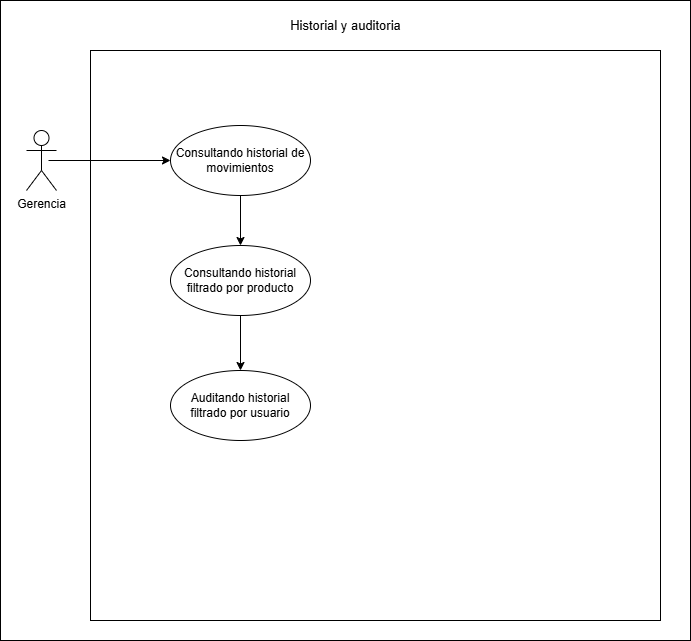 Historial y auditoria
Consultando historial de
movimientos
Gerencia
Consultando historial
filtrado por producto
Auditando historial
filtrado por usuario